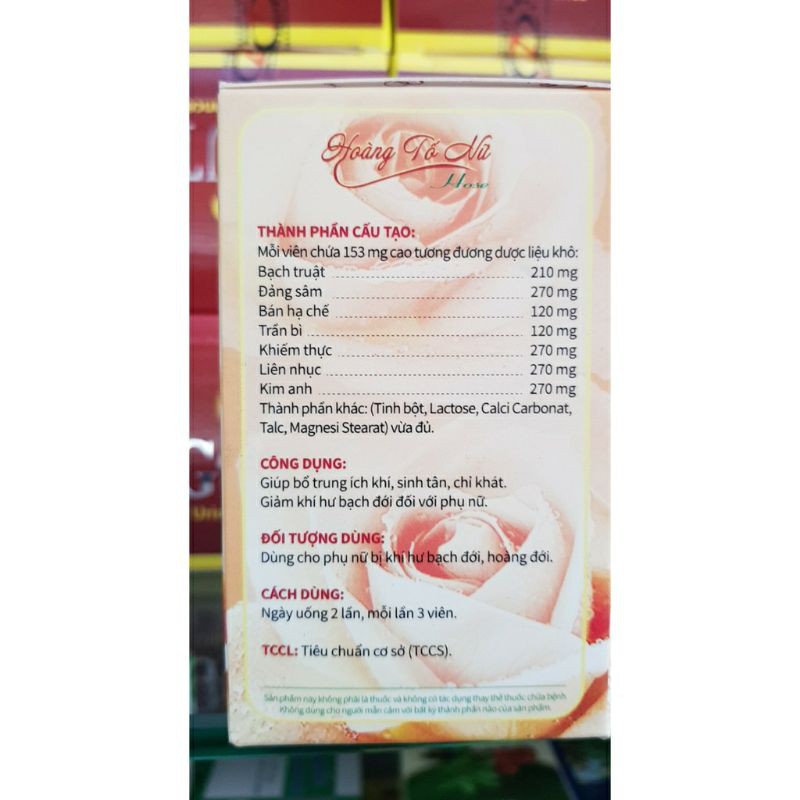 Hoàng Tố Nữ
Hose
THÀNH PHẦN CẤU TẠO:
Mỗi viên chứa 153 mg cao tương đương dược liệu khô:
Bạch truật 210 mg
Đảng sâm 270 mg
Bán hạ chế 120 mg
Trần bì 120 mg
Khiếm thực 270 mg
Liên nhục 270 mg
Kim anh 270 mg
Thành phần khác: (Tinh bột, Lactose, Calci Carbonat,
Talc, Magnesi Stearat) vừa đủ.
CÔNG DỤNG:
Giúp bổ trung ích khí, sinh tân, chỉ khát.
Giảm khí hư bạch đới đối với phụ nữ.
ĐỐI TƯỢNG DÙNG:
Dùng cho phụ nữ bị khí hư bạch đới, hoàng đới.
CÁCH DÙNG:
Ngày uống 2 lần, mỗi lần 3 viên.
TCCL: Tiêu chuẩn cơ sở (TCCS).
Sản phẩm này không phải là thuốc và không có tác dụng thay thế thuốc chữa bệnh.
Không dùng cho người mẫn cảm với bất kỳ thành phần nào của sản phẩm.